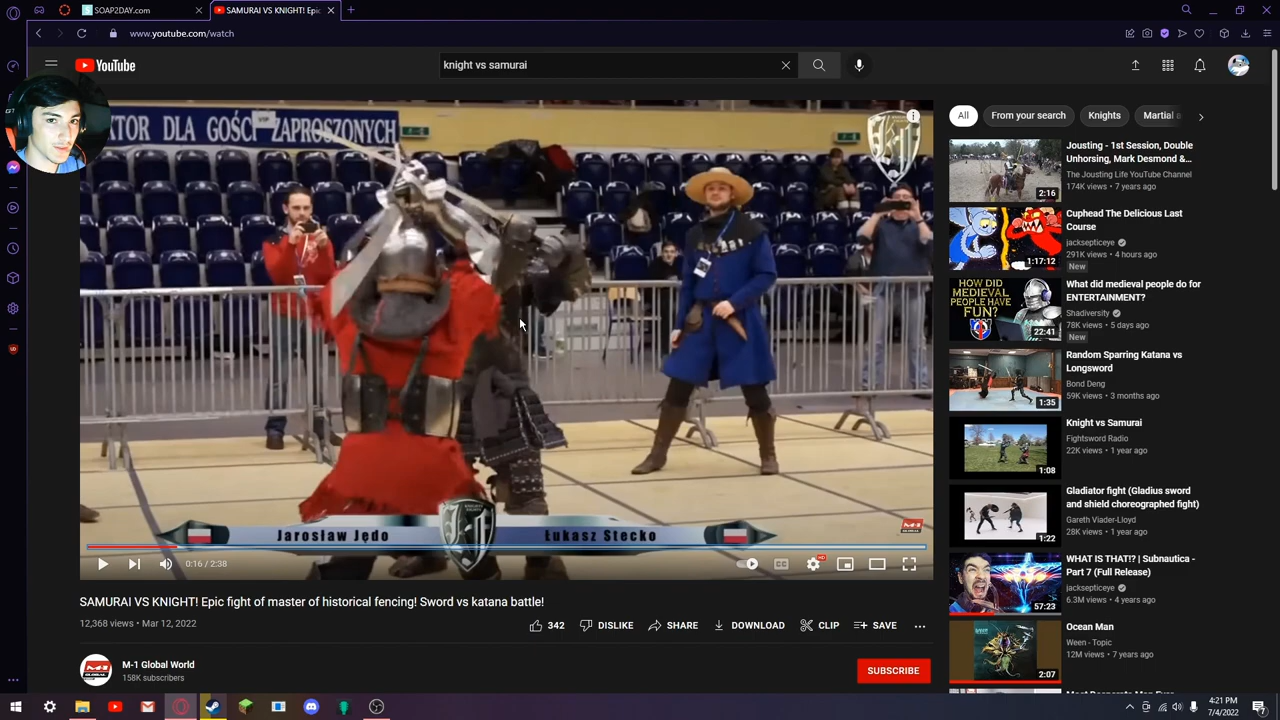 SOAP2DAY.com
SAMURAI VS KNIGHT! Epic
www.youtube.com/watch
YouTube
knight vs samurai
KTOR DLA GOŚCI ZAPROSZONYCH
Jarosław Jędo
Łukasz Stecko
M-1
0:16 / 2:38
CC
HD
SAMURAI VS KNIGHT! Epic fight of master of historical fencing! Sword vs katana battle!
12,368 views • Mar 12, 2022
342
DISLIKE
SHARE
DOWNLOAD
CLIP
SAVE
M-1 Global World
158K subscribers
SUBSCRIBE
All
From your search
Knights
Martial a
Jousting - 1st Session, Double
Unhorsing, Mark Desmond &...
The Jousting Life YouTube Channel
174K views • 7 years ago
2:16
Cuphead The Delicious Last
Course
jacksepticeye
291K views • 4 hours ago
New
1:17:12
What did medieval people do for
ENTERTAINMENT?
Shadiversity
78K views • 5 days ago
New
HOW DID
MEDIEVAL
PEOPLE HAVE
FUN?
22:41
Random Sparring Katana vs
Longsword
Bond Deng
59K views • 3 months ago
1:35
Knight vs Samurai
Fightsword Radio
22K views • 1 year ago
1:08
Gladiator fight (Gladius sword
and shield choreographed fight)
Gareth Viader-Lloyd
28K views • 1 year ago
1:22
WHAT IS THAT!? | Subnautica -
Part 7 (Full Release)
jacksepticeye
6.3M views • 4 years ago
57:23
Ocean Man
Ween - Topic
12M views • 7 years ago
2:07
4:21 PM
7/4/2022